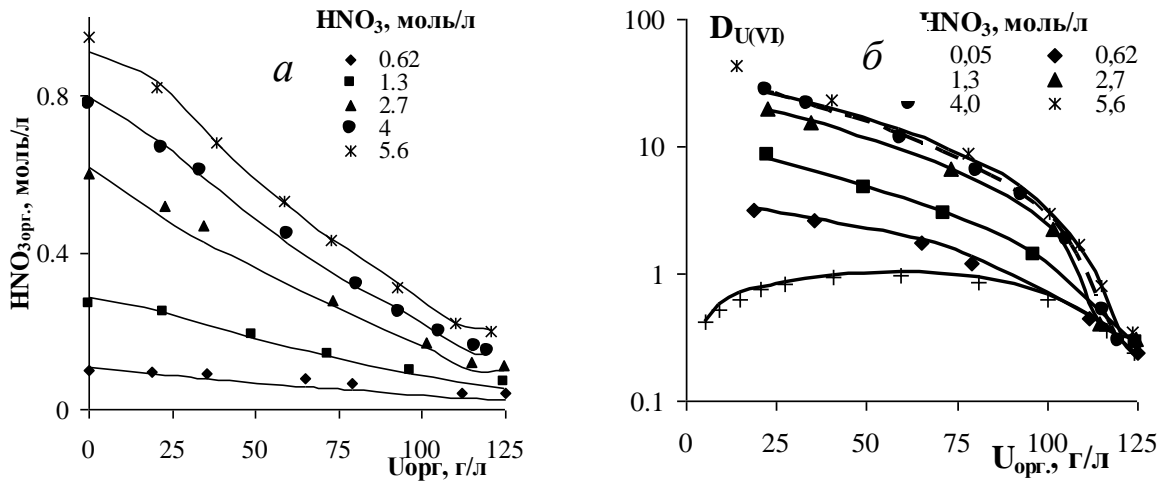 HNO3, моль/л
а
0.62
1.3
2.7
4
5.6
0.8
0.4
0
HNO3орг., моль/л
0 25 50 75 100 125
Uорг, г/л
100
10
1
0.1
DU(VI)
HNO3, моль/л
б
0,05 0,62
1,3 2,7
4,0 5,6
0 25 50 75 100 125
Uорг., г/л